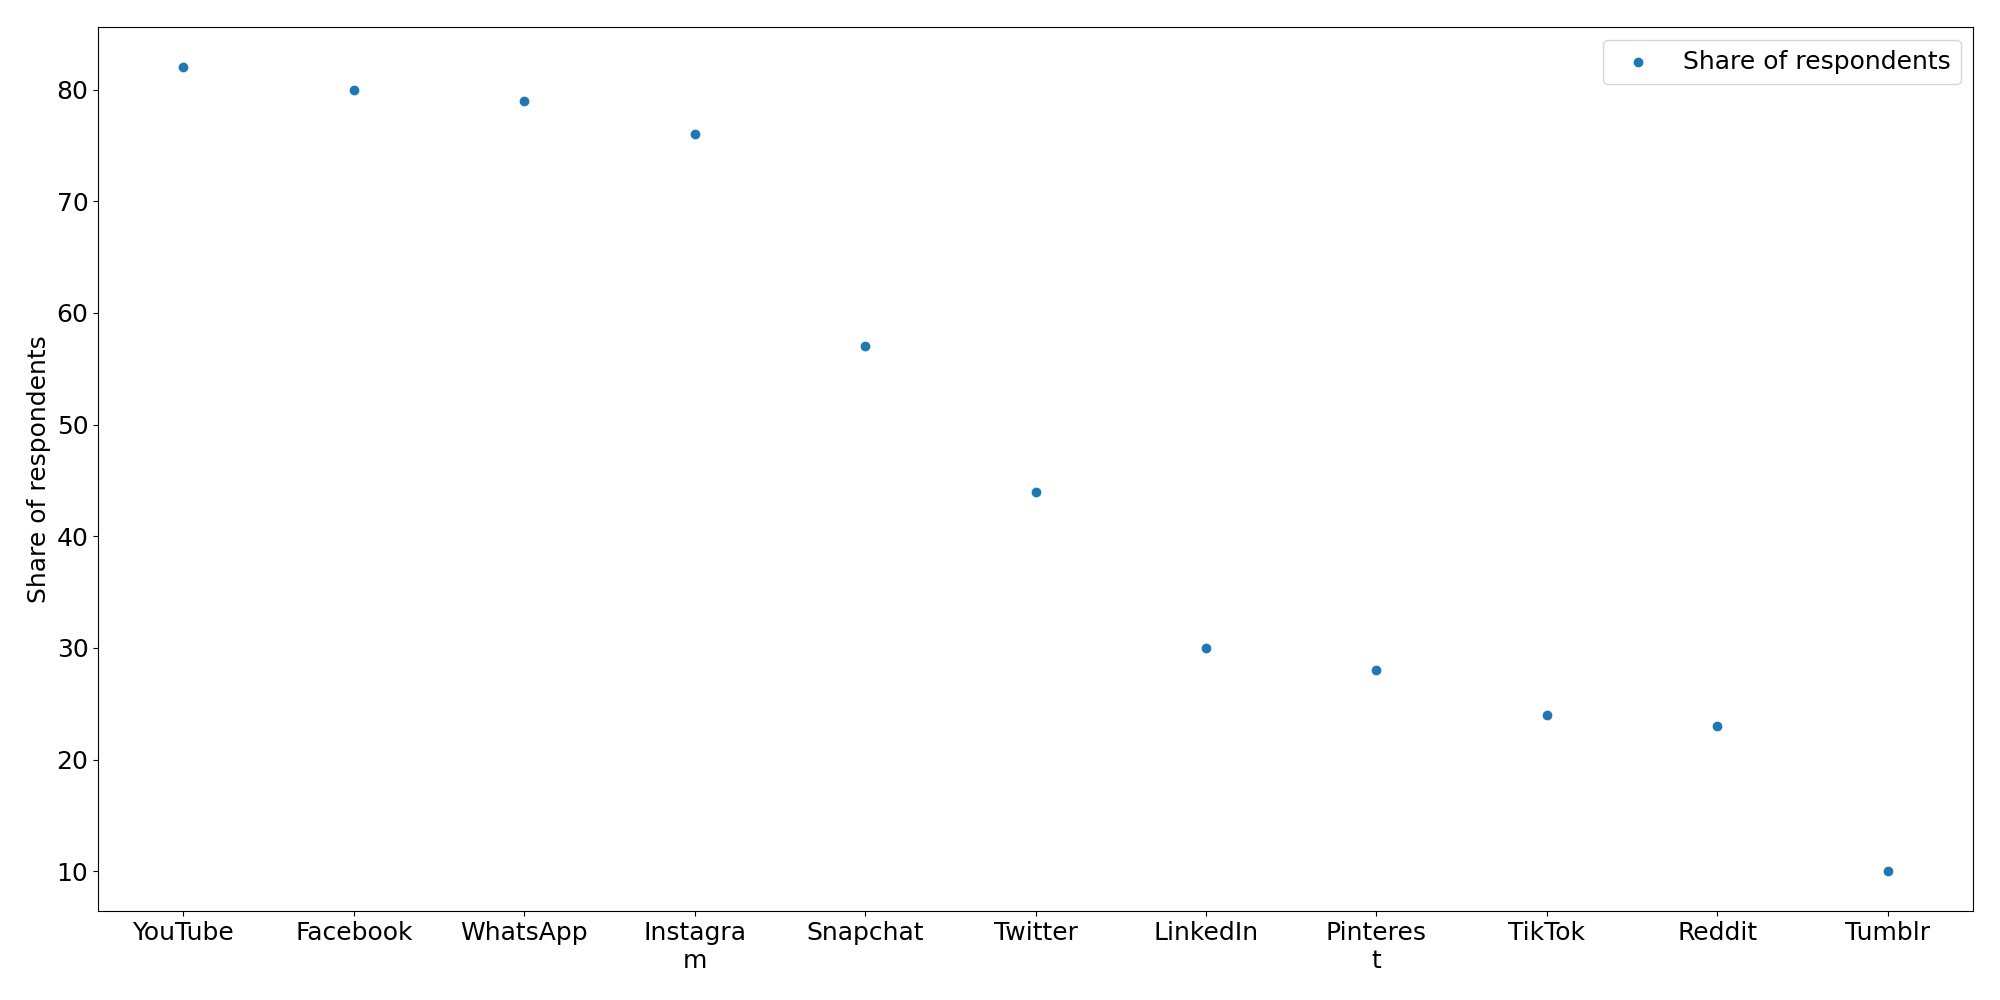 Share of respondents
80
70
60
50
40
30
20
10
Share of respondents
YouTube
Facebook
WhatsApp
Instagra
m
Snapchat
Twitter
LinkedIn
Pinteres
t
TikTok
Reddit
Tumblr